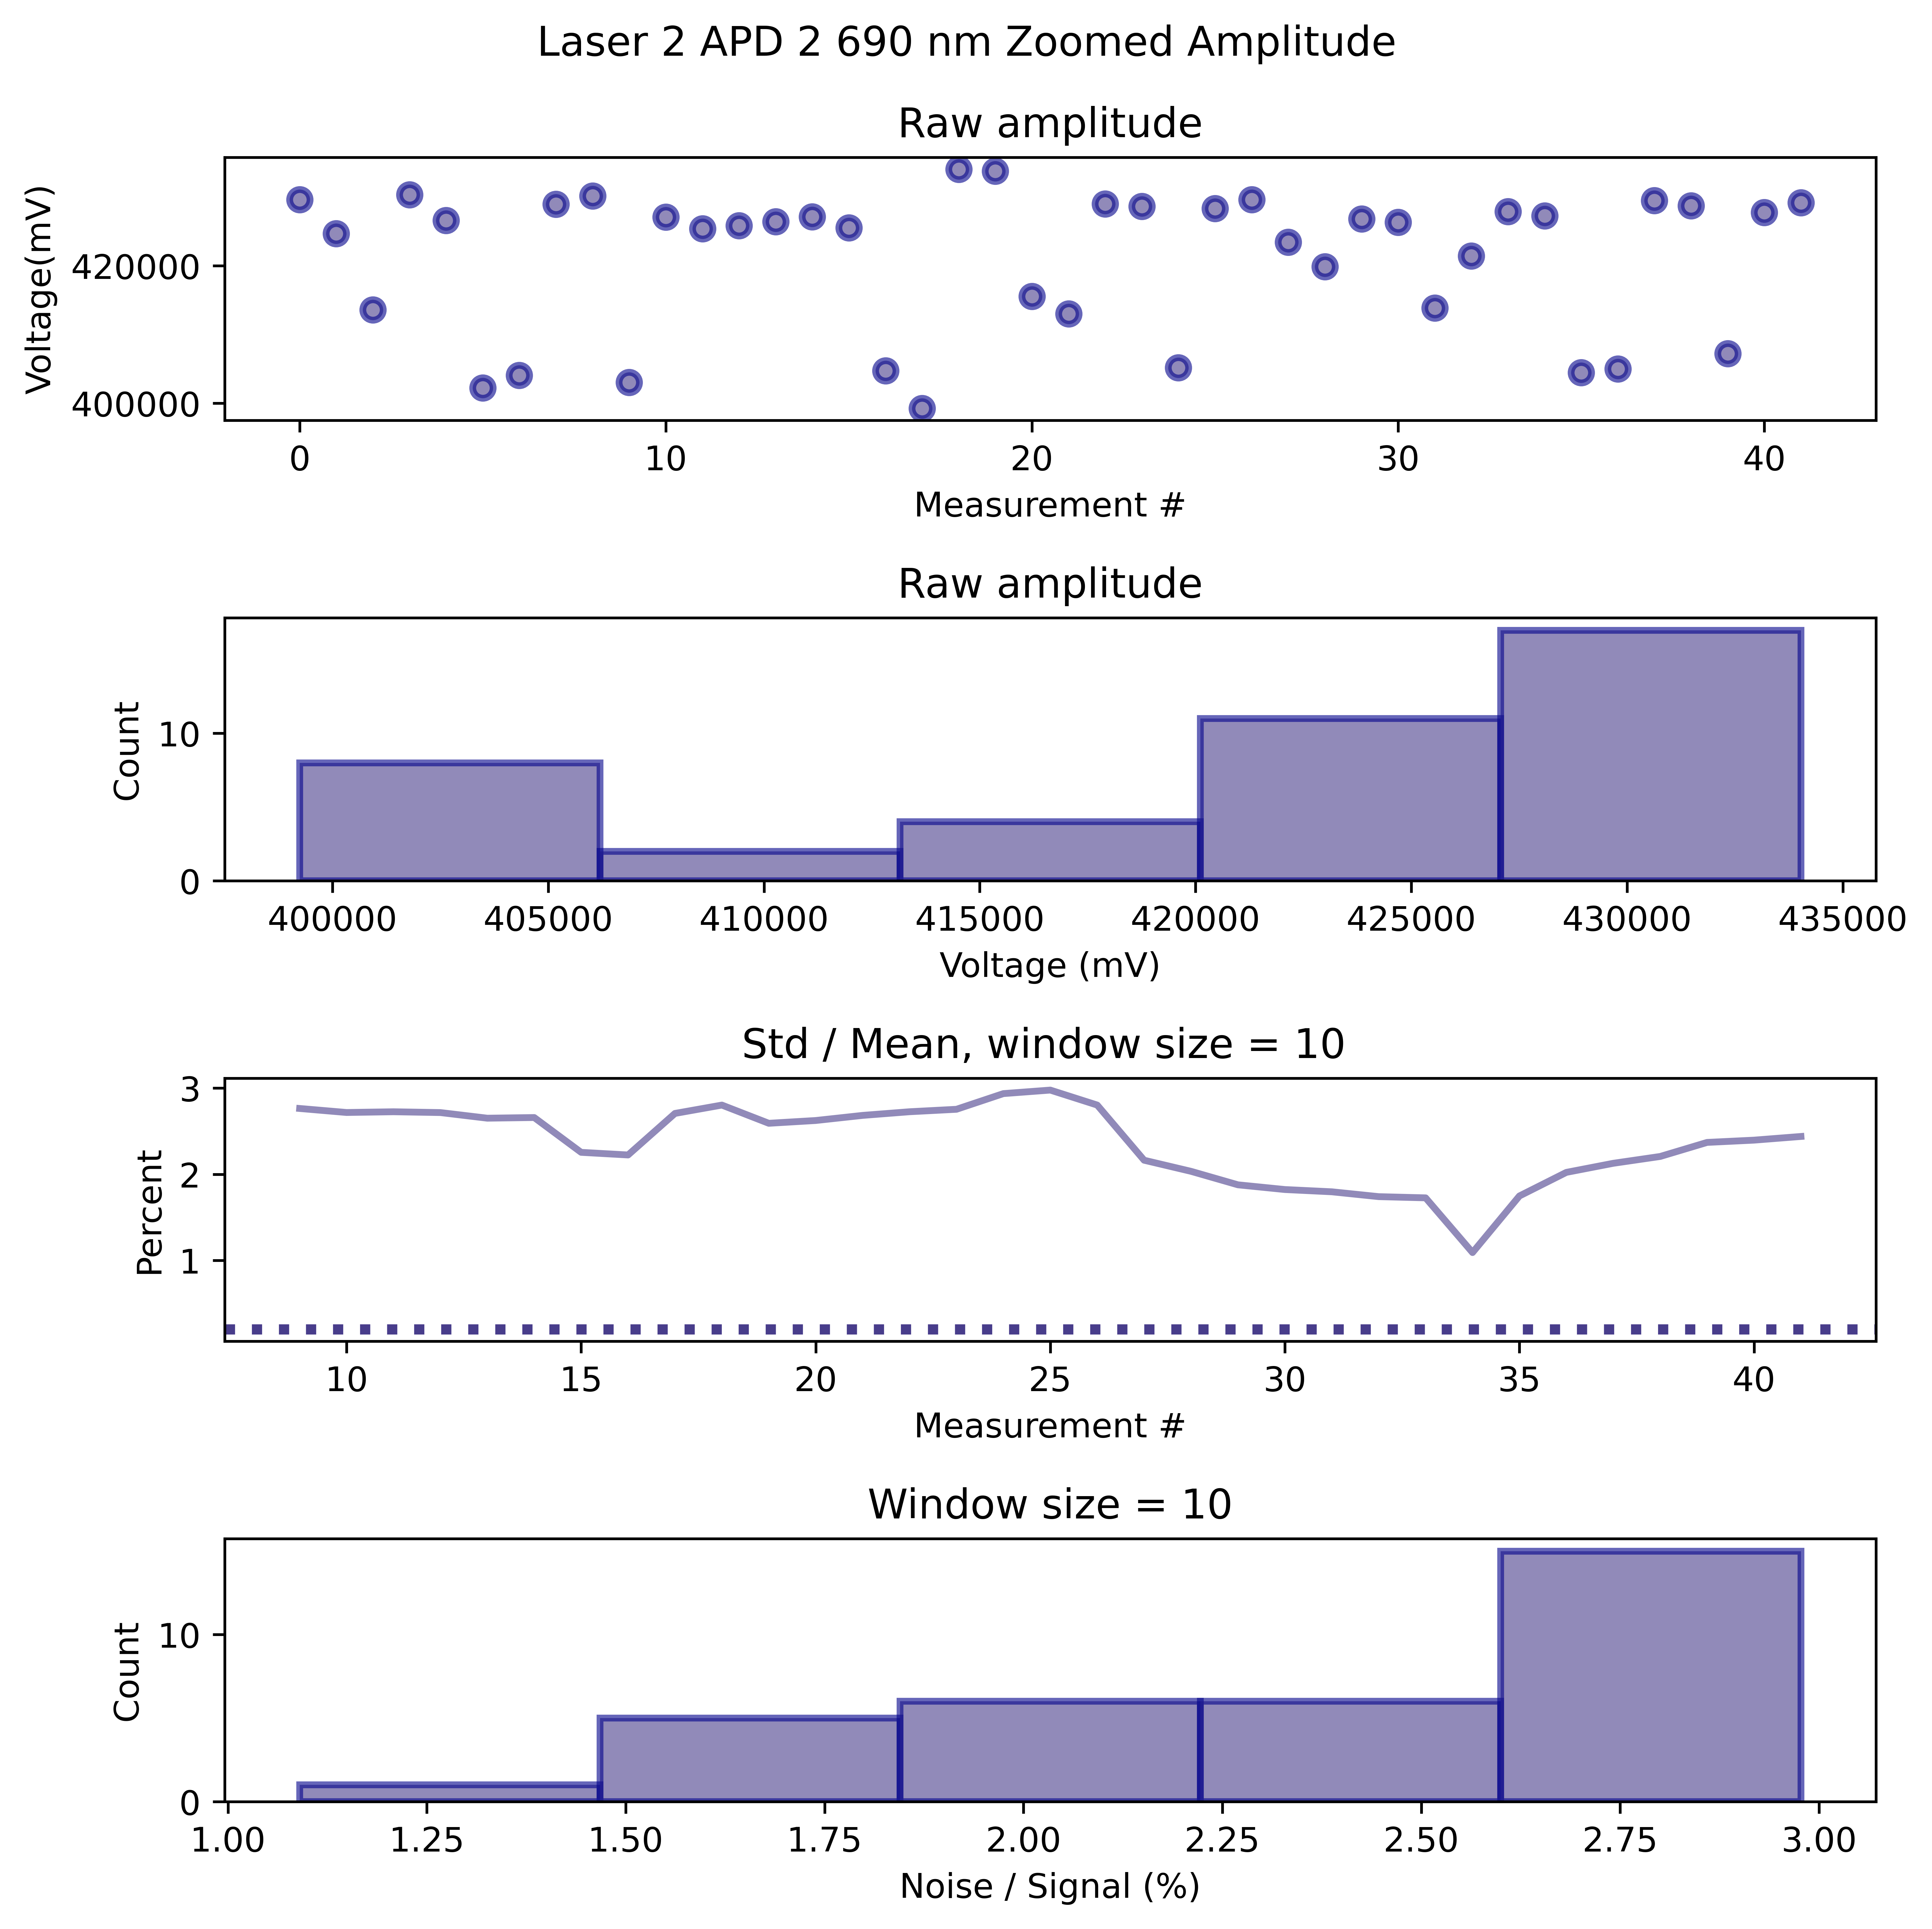 Laser 2 APD 2 690 nm Zoomed Amplitude
Raw amplitude
Voltage(mV)
420000
400000
0 10 20 30 40
Measurement #
Raw amplitude
Count
10
0
400000 405000 410000 415000 420000 425000 430000 435000
Voltage (mV)
Std / Mean, window size = 10
Percent
3
2
1
10 15 20 25 30 35 40
Measurement #
Window size = 10
Count
10
0
1.00 1.25 1.50 1.75 2.00 2.25 2.50 2.75 3.00
Noise / Signal (%)